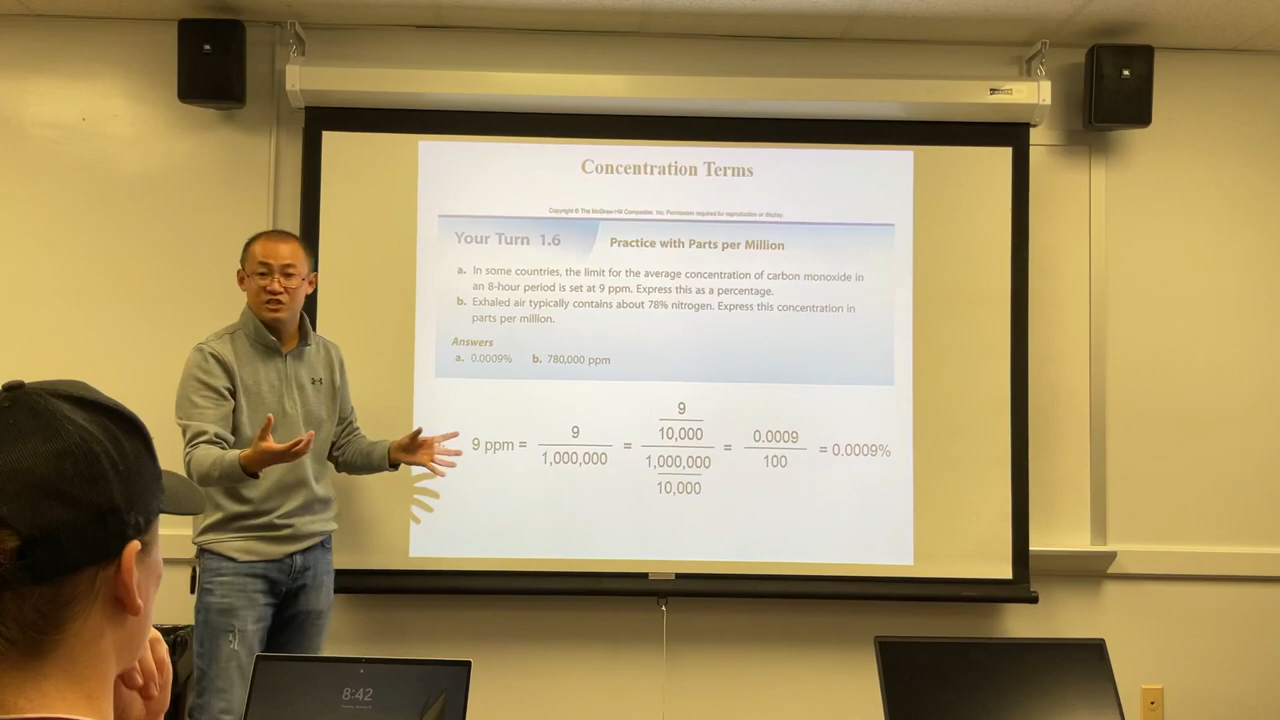 JBL
JBL
Concentration Terms
Copyright © The McGraw-Hill Companies, Inc. Permission required for reproduction or display.
Your Turn 1.6
Practice with Parts per Million
a. In some countries, the limit for the average concentration of carbon monoxide in
an 8-hour period is set at 9 ppm. Express this as a percentage.
b. Exhaled air typically contains about 78% nitrogen. Express this concentration in
parts per million.
Answers
a. 0.0009% b. 780,000 ppm
9 ppm = 9/1,000,000 = (9/10,000)/(1,000,000/10,000) = 0.0009/100 = 0.0009%
8:42